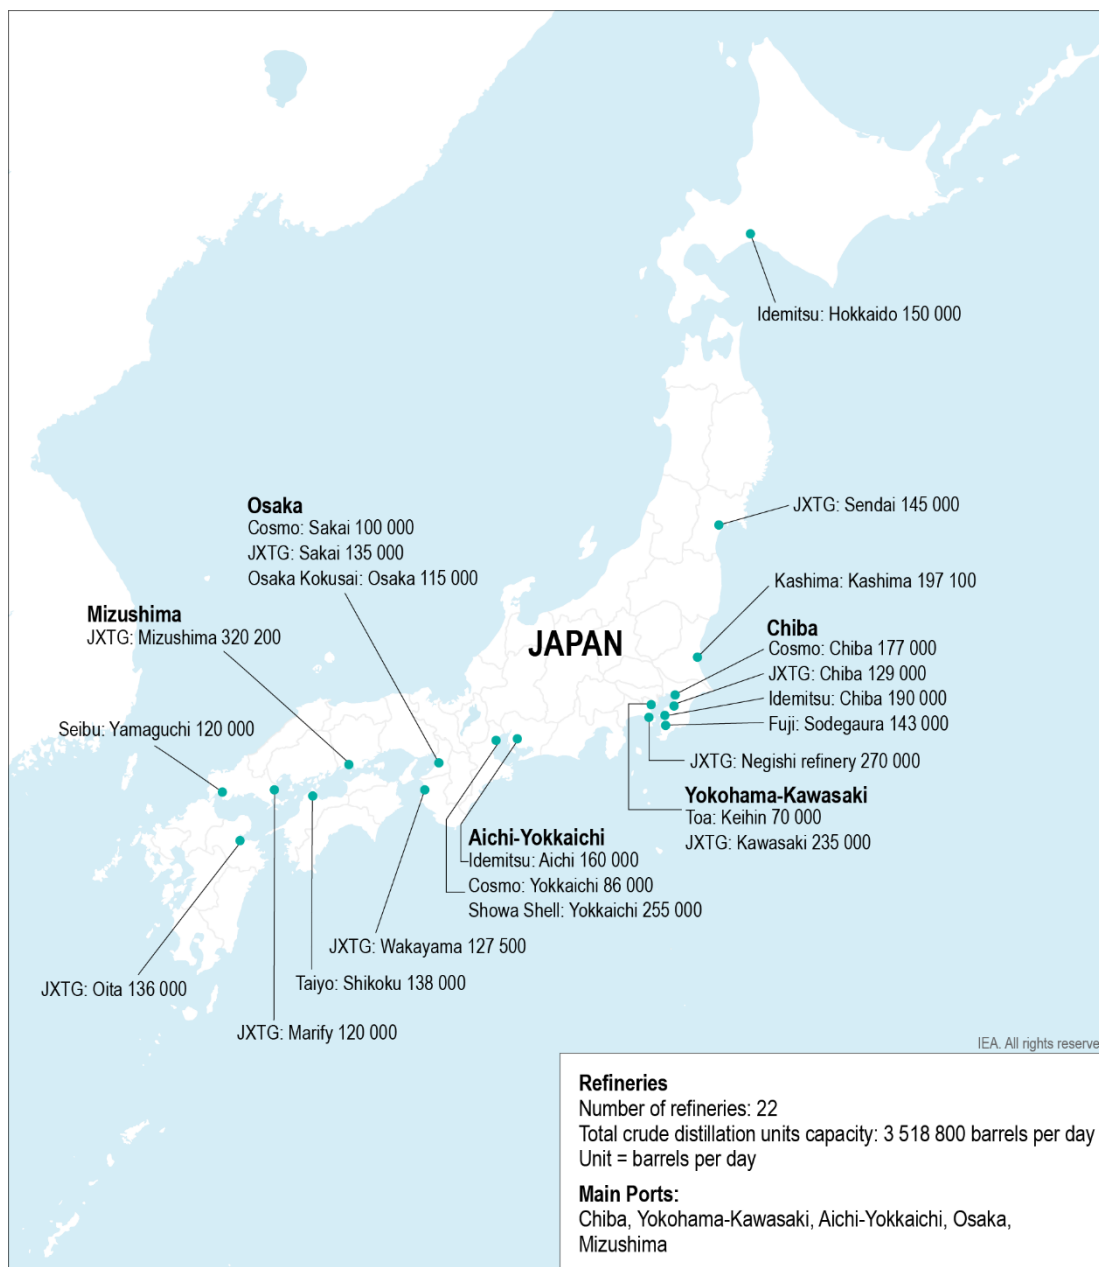 Idemitsu: Hokkaido 150 000
Osaka
Cosmo: Sakai 100 000
JXTG: Sakai 135 000
Osaka Kokusai: Osaka 115 000
JXTG: Sendai 145 000
Kashima: Kashima 197 100
Mizushima
JXTG: Mizushima 320 200
JAPAN
Chiba
Cosmo: Chiba 177 000
JXTG: Chiba 129 000
Idemitsu: Chiba 190 000
Fuji: Sodegaura 143 000
Seibu: Yamaguchi 120 000
JXTG: Negishi refinery 270 000
Yokohama-Kawasaki
Toa: Keihin 70 000
JXTG: Kawasaki 235 000
Aichi-Yokkaichi
Idemitsu: Aichi 160 000
Cosmo: Yokkaichi 86 000
Showa Shell: Yokkaichi 255 000
JXTG: Wakayama 127 500
Taiyo: Shikoku 138 000
JXTG: Oita 136 000
JXTG: Marify 120 000
IEA. All rights reserve
Refineries
Number of refineries: 22
Total crude distillation units capacity: 3 518 800 barrels per day
Unit = barrels per day
Main Ports:
Chiba, Yokohama-Kawasaki, Aichi-Yokkaichi, Osaka,
Mizushima